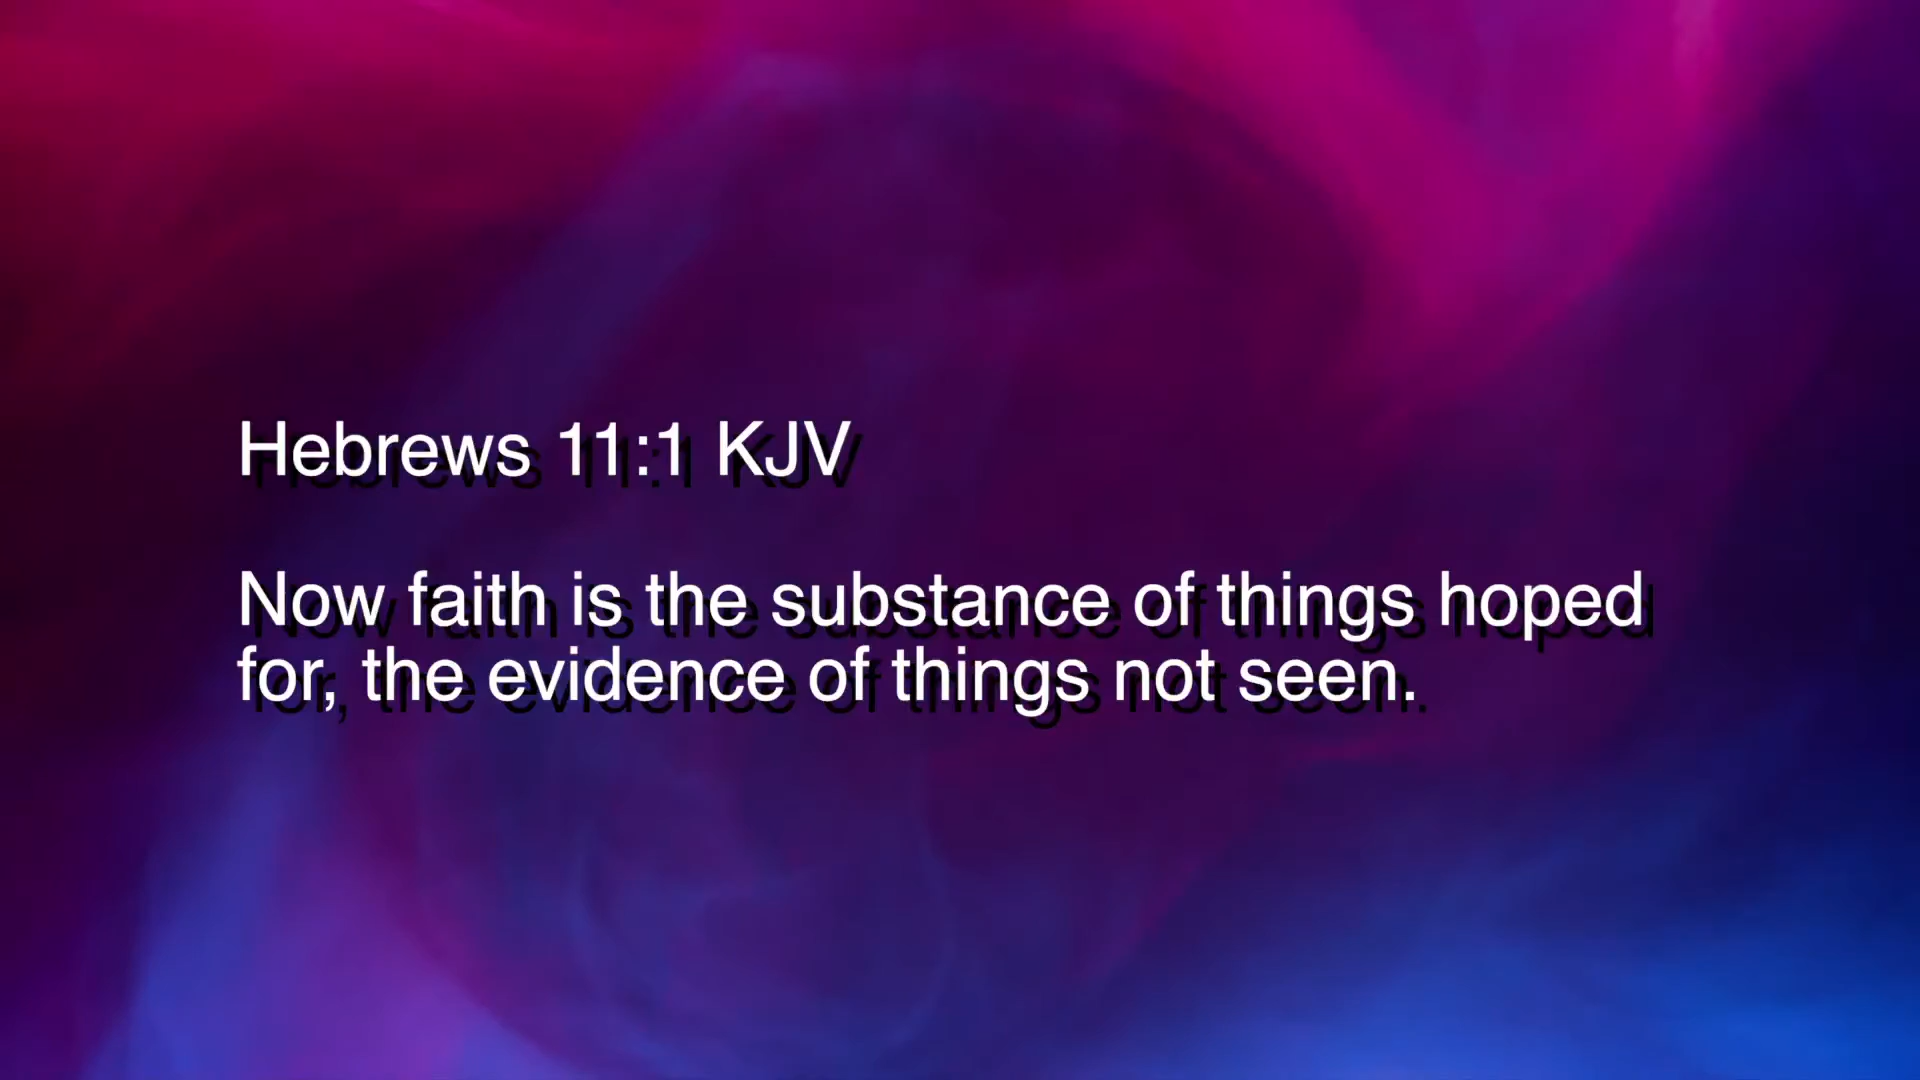 Hebrews 11:1 KJV
Now faith is the substance of things hoped
for, the evidence of things not seen.